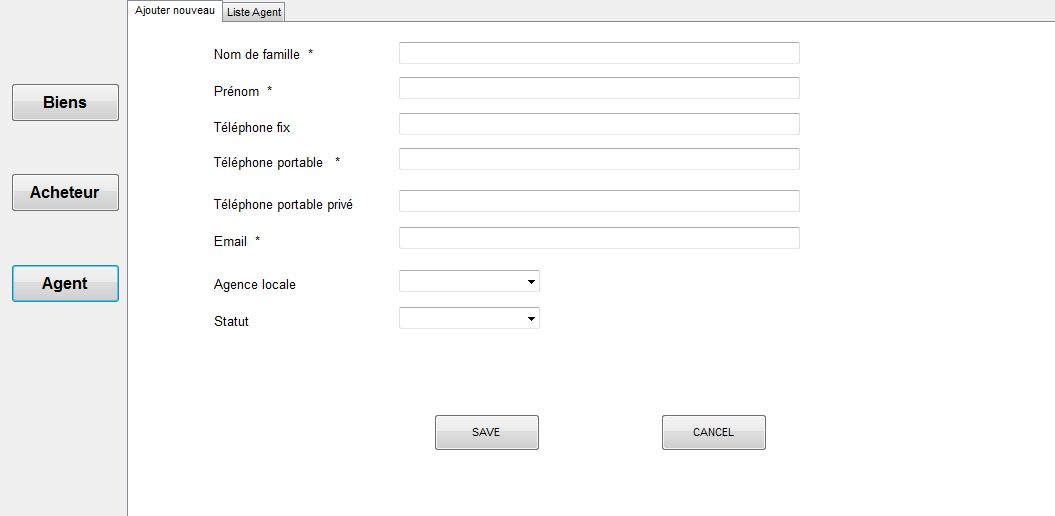 Ajouter nouveau
Liste Agent
Biens
Acheteur
Agent
Nom de famille *
Prénom *
Téléphone fix
Téléphone portable *
Téléphone portable privé
Email *
Agence locale
Statut
SAVE
CANCEL